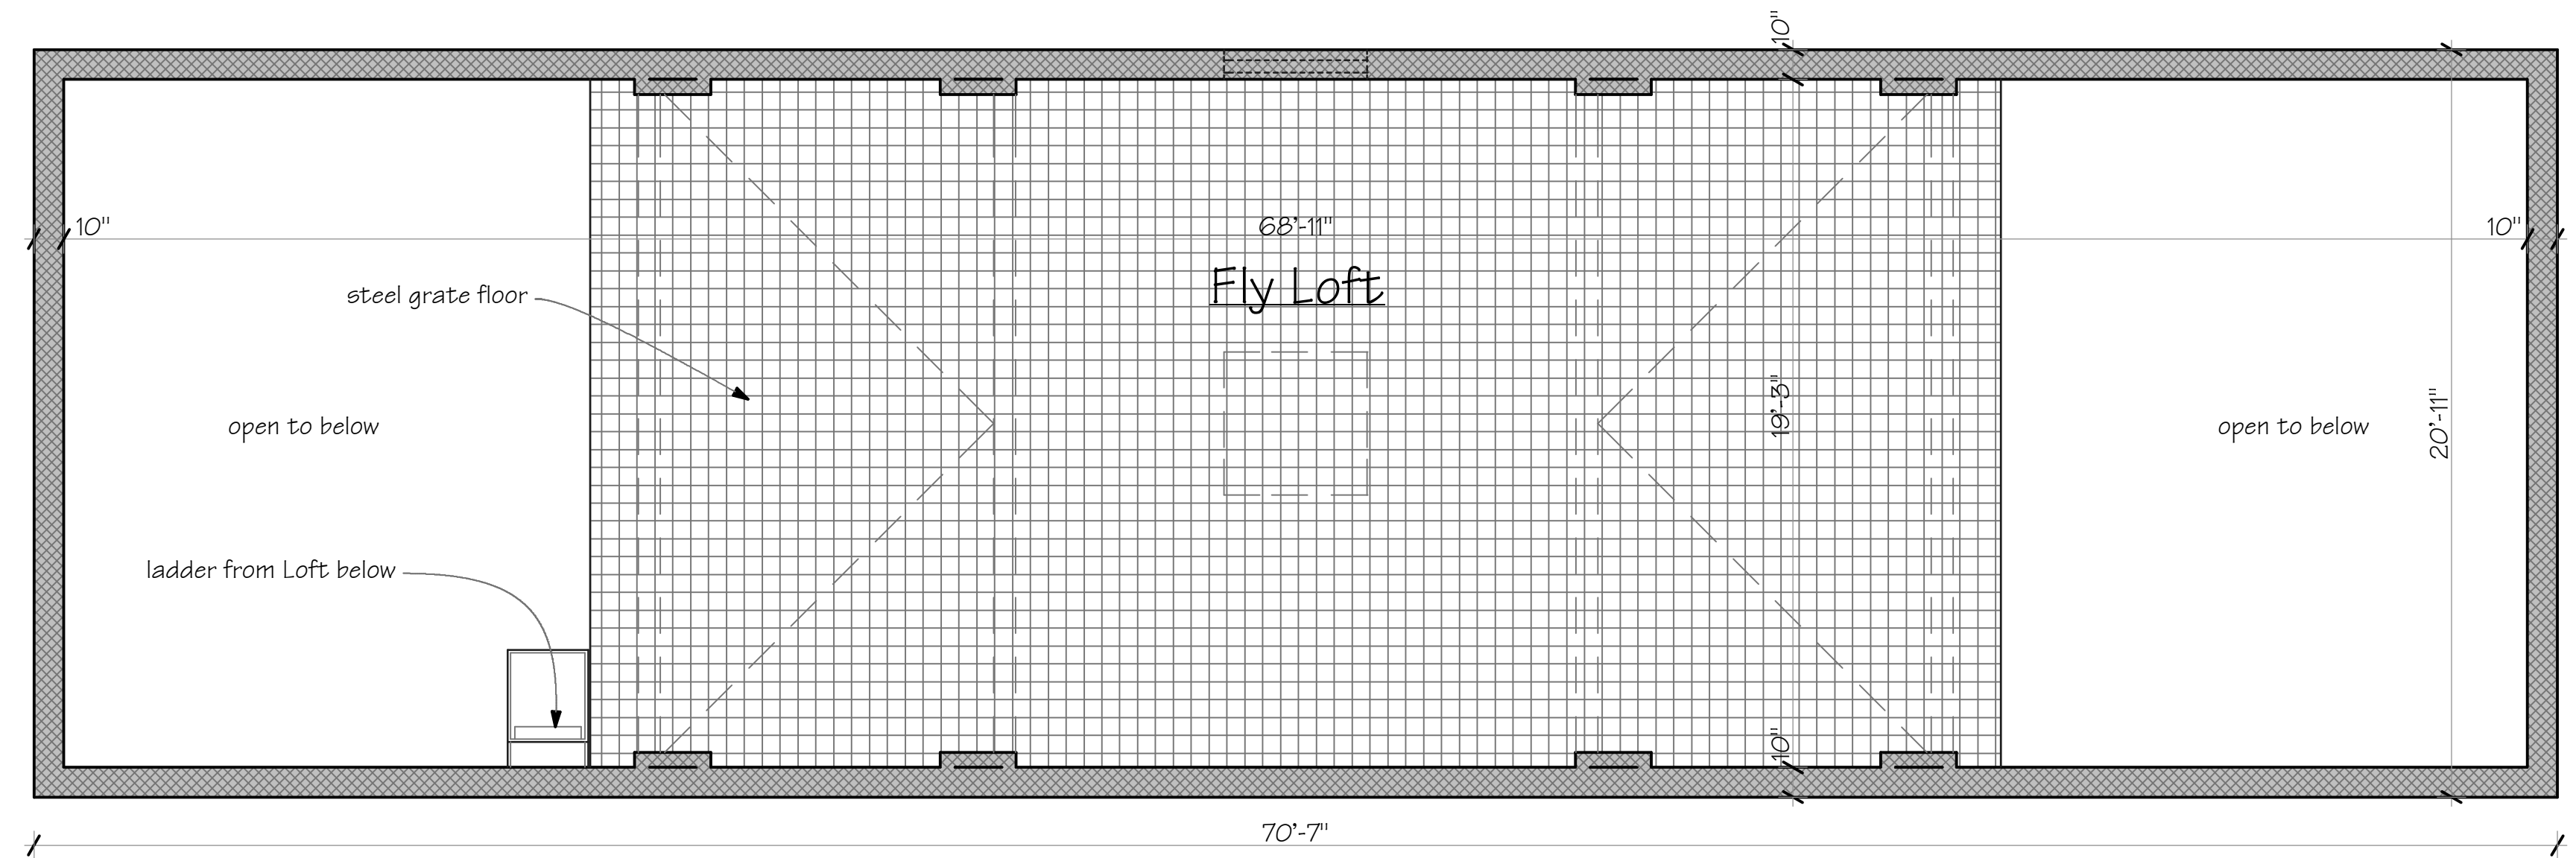 10"
10"
68'-11"
10"
steel grate floor
Fly Loft
open to below
19'-3"
20'-11"
open to below
ladder from Loft below
10"
70'-7"